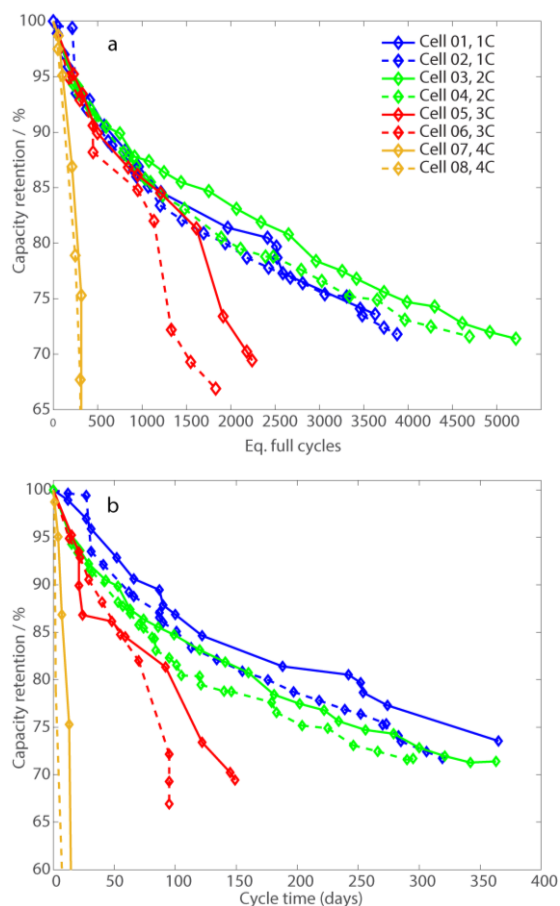 100
a
95
90
85
80
75
70
65
Capacity retention / %
Cell 01, 1C
Cell 02, 1C
Cell 03, 2C
Cell 04, 2C
Cell 05, 3C
Cell 06, 3C
Cell 07, 4C
Cell 08, 4C
0 500 1000 1500 2000 2500 3000 3500 4000 4500 5000
Eq. full cycles
100
b
95
90
85
80
75
70
65
60
Capacity retention / %
0 50 100 150 200 250 300 350 400
Cycle time (days)